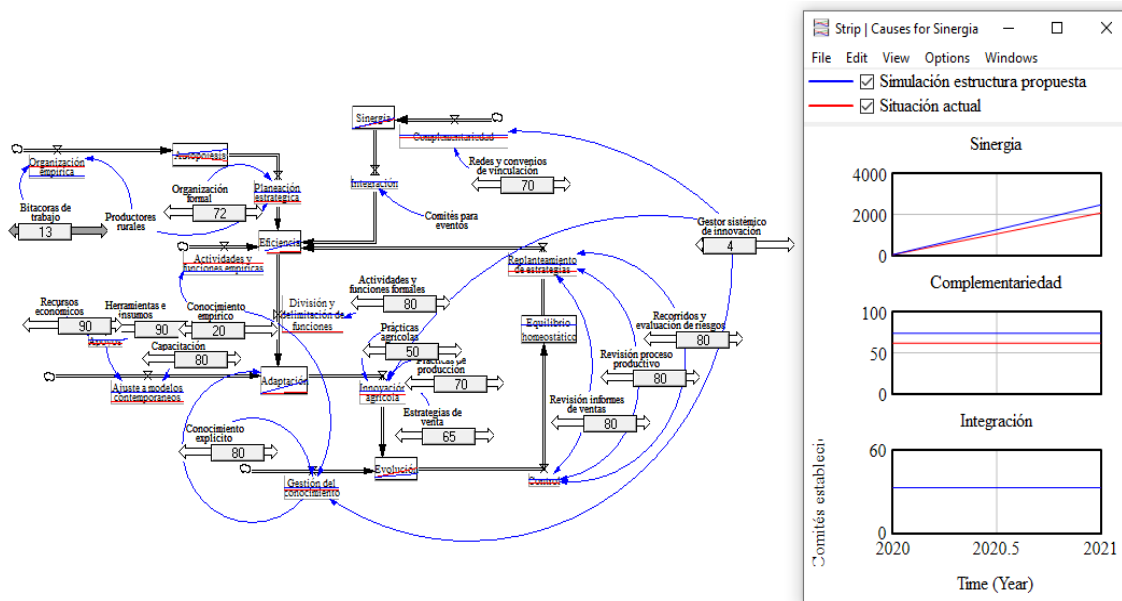 Sinergia
Complementariedad
Redes y convenios
de vinculación
70
Autopoiesis
Organización
empírica
Bitacoras de
trabajo
13
Productores
rurales
Organización
formal
72
Planeación
estrategica
Integración
Comités para
eventos
Gestor sistémico
de innovación
4
Eficiencia
Actividades y
funciones empíricas
Replanteamiento
de estrategias
Actividades y
funciones formales
80
División y
delimitación de
funciones
Recursos
económicos
90
Herramientas e
insumos
90
Conocimiento
empírico
20
Apoyos
Capacitación
80
Prácticas
agrícolas
50
Prácticas de
producción
70
Equilibrio
homeostático
Recorridos y
evaluación de riesgos
80
Revisión proceso
productivo
80
Adaptación
Ajuste a modelos
contemporaneos
Innovación
agrícola
Estrategias de
venta
65
Revisión informes
de ventas
80
Conocimiento
explicito
80
Gestión del
conocimiento
Evolución
Control
Strip | Causes for Sinergia
File Edit View Options Windows
Simulación estructura propuesta
Situación actual
Sinergia
4000
2000
0
Complementariedad
100
50
0
Integración
60
0
Comités estableci
2020 2020.5 2021
Time (Year)